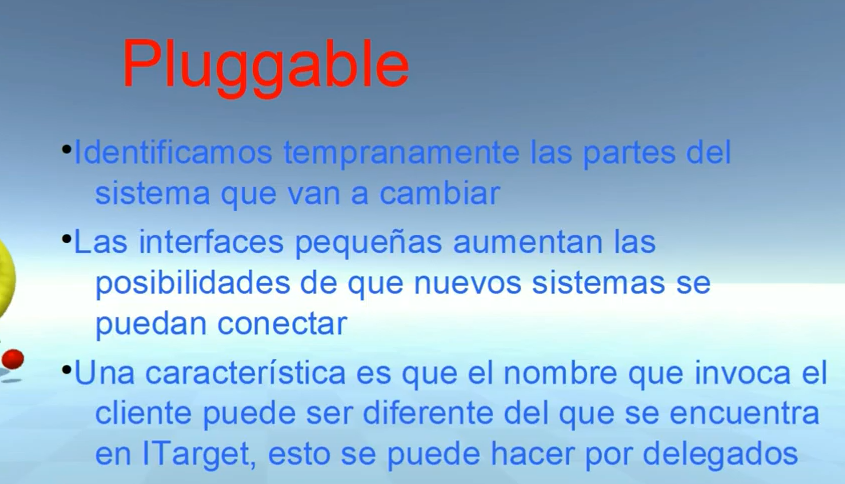 Pluggable
•Identificamos tempranamente las partes del
sistema que van a cambiar
•Las interfaces pequeñas aumentan las
posibilidades de que nuevos sistemas se
puedan conectar
•Una característica es que el nombre que invoca el
cliente puede ser diferente del que se encuentra
en ITarget, esto se puede hacer por delegados